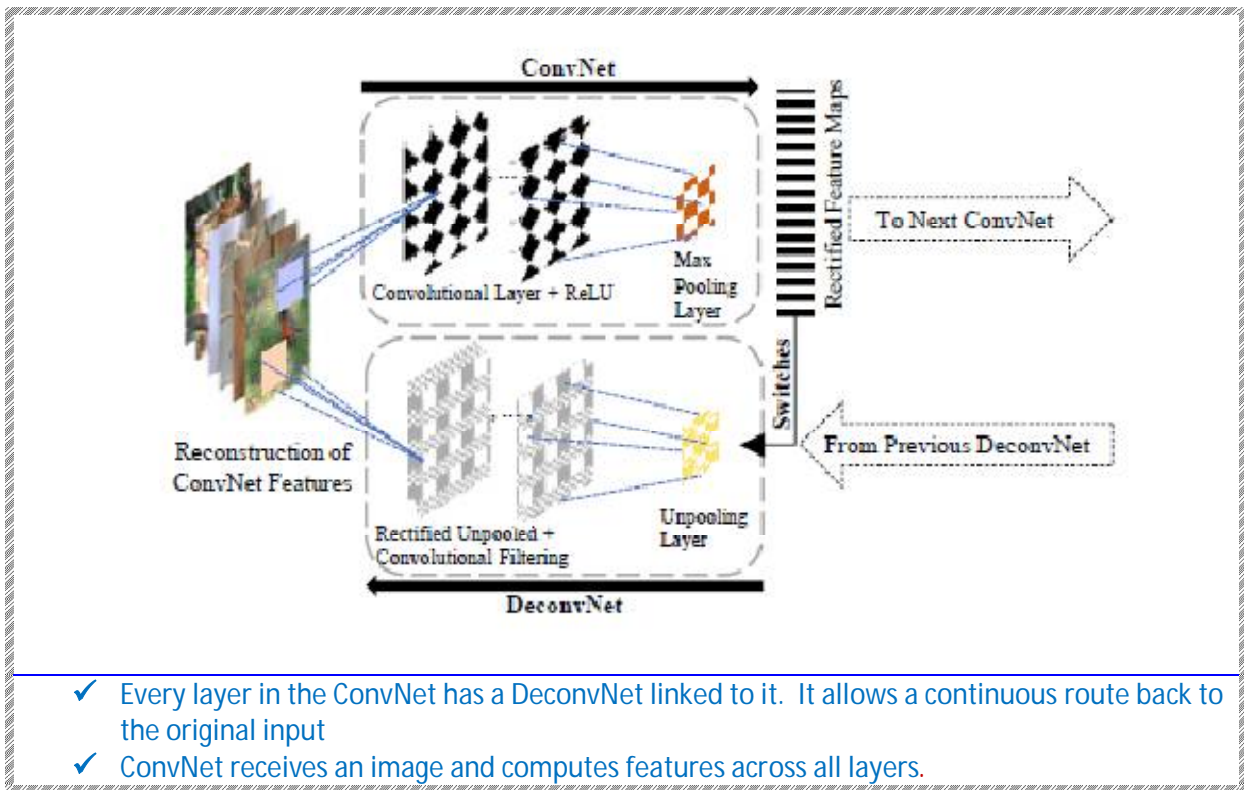 ConvNet
Rectified Feature Maps
To Next ConvNet
Convolutional Layer + ReLU
Max
Pooling
Layer
Switches
From Previous DeconvNet
Reconstruction of
ConvNet Features
Rectified Unpooled +
Convolutional Filtering
Unpooling
Layer
DeconvNet
✓ Every layer in the ConvNet has a DeconvNet linked to it. It allows a continuous route back to
the original input
✓ ConvNet receives an image and computes features across all layers.